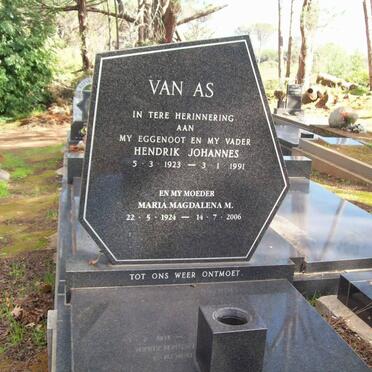 VAN AS
IN TERE HERINNERING
AAN
MY EGGENOOT EN MY VADER
HENDRIK JOHANNES
5 · 3 · 1923 — 3 · 1 · 1991
EN MY MOEDER
MARIA MAGDALENA M.
22 · 5 · 1924 — 14 · 7 · 2006
TOT ONS WEER ONTMOET.